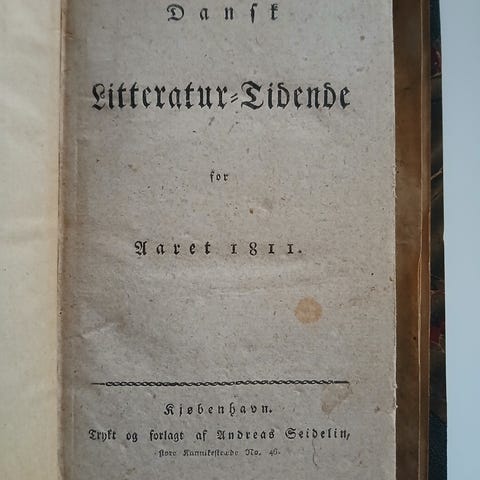 Dansk
Litteratur-Tidende
for
Aaret 1811.
Kjøbenhavn.
Trykt og forlagt af Andreas Seidelin,
store Kannikestræde No. 46.